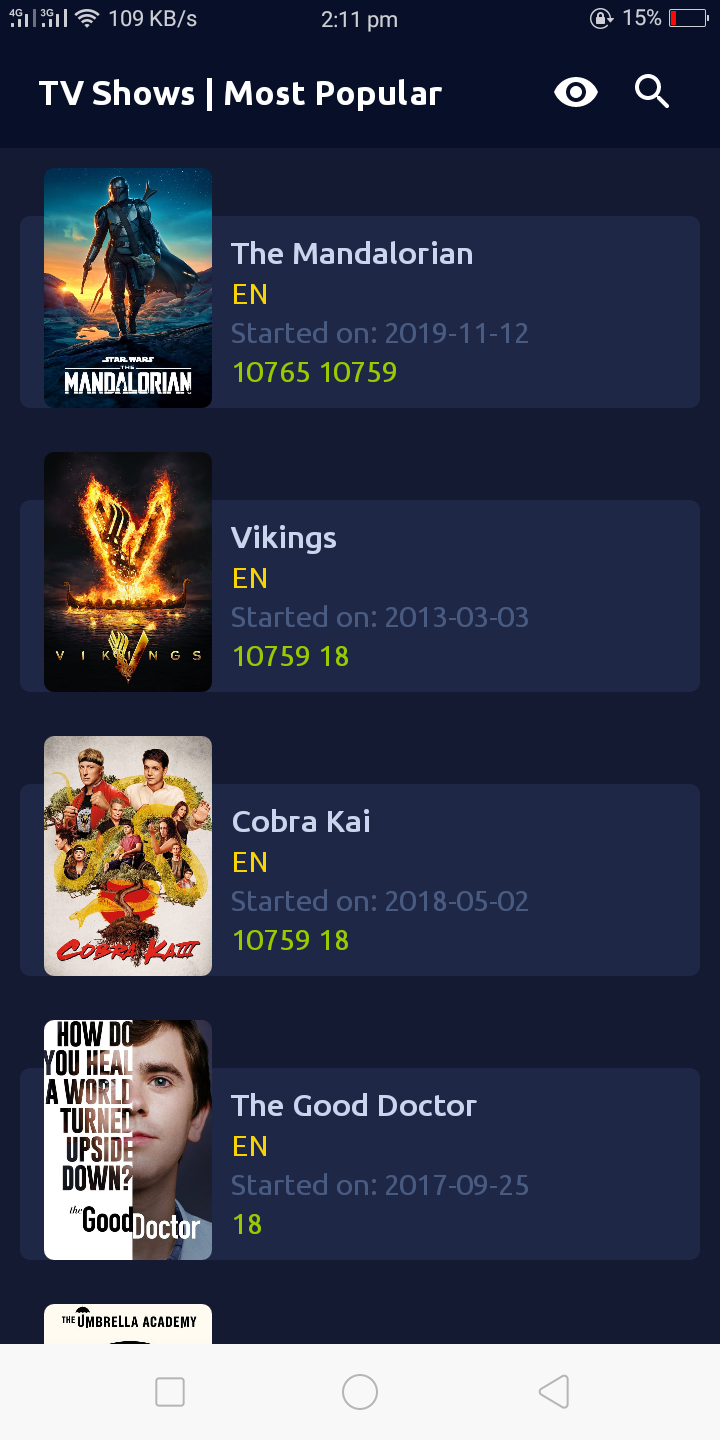 4G 3G 109 KB/s 2:11 pm 15%
TV Shows | Most Popular
STAR WARS
THE
MANDALORIAN
The Mandalorian
EN
Started on: 2019-11-12
10765 10759
VIKINGS
Vikings
EN
Started on: 2013-03-03
10759 18
COBRA KAI III
Cobra Kai
EN
Started on: 2018-05-02
10759 18
HOW DO
YOU HEAL
A WORLD
TURNED
UPSIDE
DOWN?
the Good Doctor
The Good Doctor
EN
Started on: 2017-09-25
18
THE UMBRELLA ACADEMY